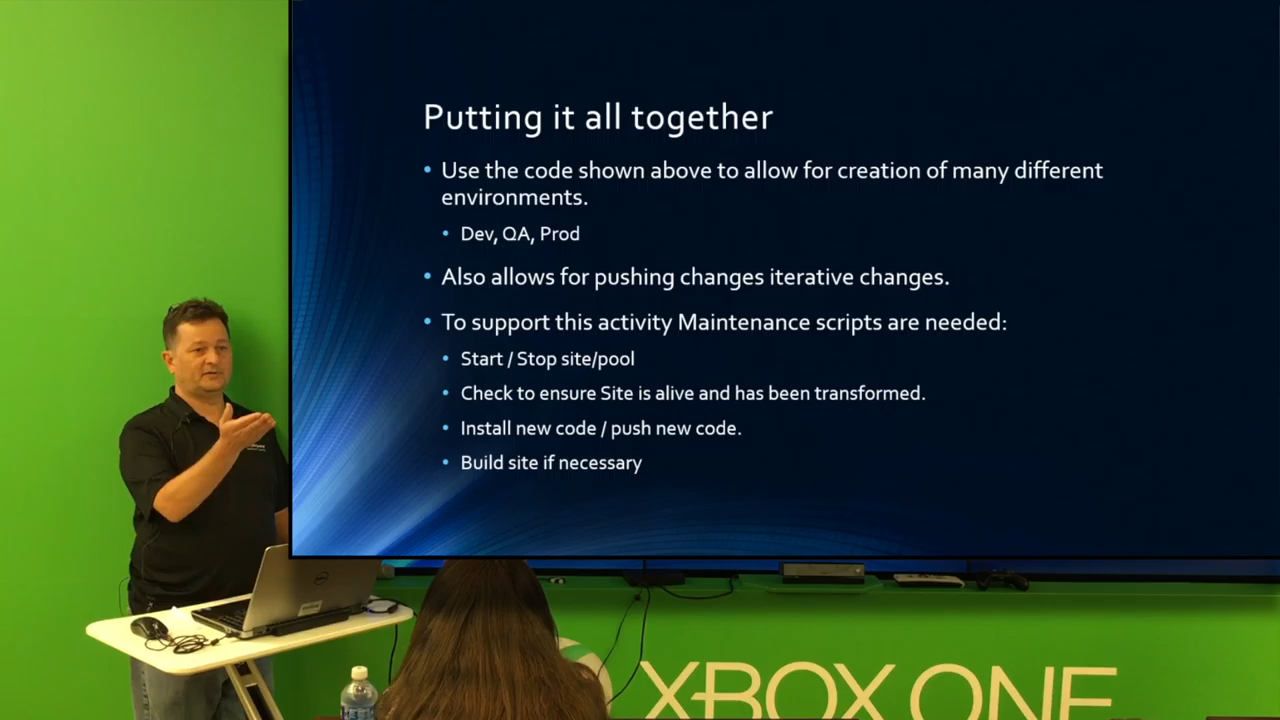 Putting it all together
• Use the code shown above to allow for creation of many different
environments.
• Dev, QA, Prod
• Also allows for pushing changes iterative changes.
• To support this activity Maintenance scripts are needed:
• Start / Stop site/pool
• Check to ensure Site is alive and has been transformed.
• Install new code / push new code.
• Build site if necessary
DELL
XBOX ONE